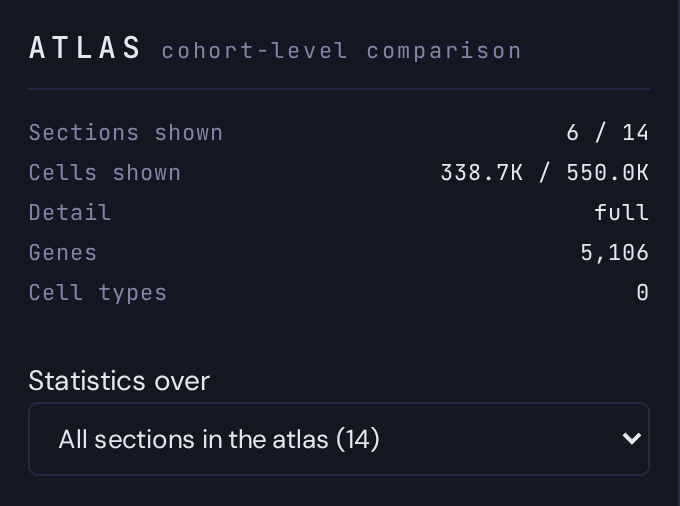 ATLAS cohort-level comparison
Sections shown 6 / 14
Cells shown 338.7K / 550.0K
Detail full
Genes 5,106
Cell types 0
Statistics over
All sections in the atlas (14)